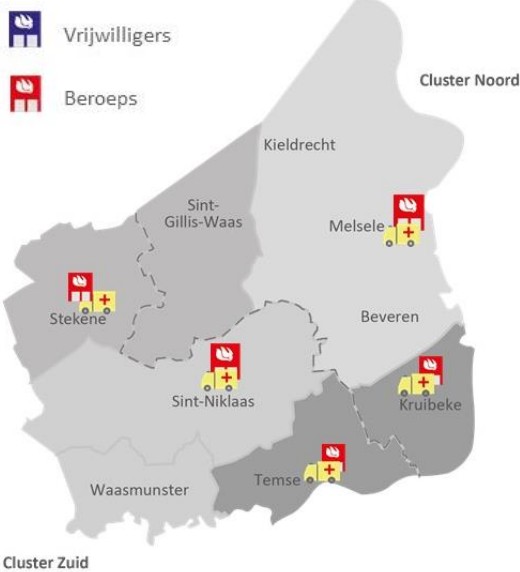 Vrijwilligers
Beroeps
Cluster Noord
Kieldrecht
Sint-
Gillis-Waas
Melsele
Stekene
Beveren
Sint-Niklaas
Kruibeke
Temse
Waasmunster
Cluster Zuid